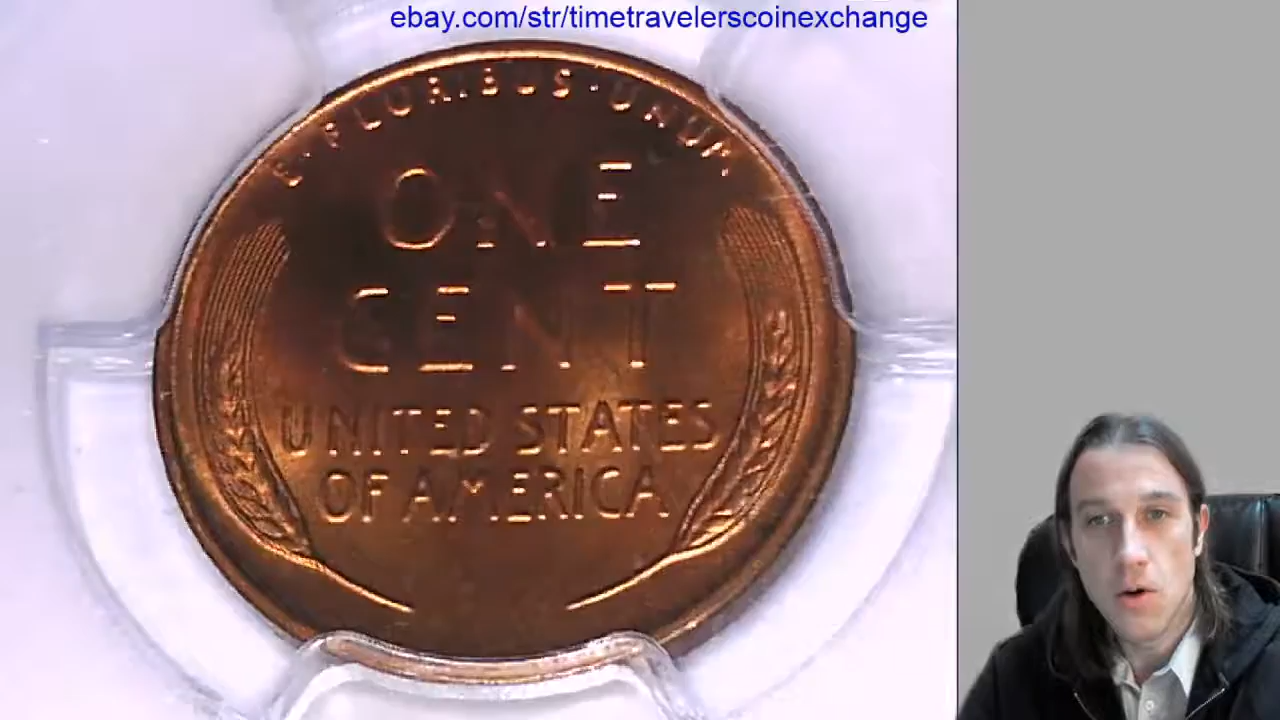 ebay.com/str/timetravelerscoinexchange
E·PLURIBUS·UNUM
ONE
CENT
UNITED STATES
OF AMERICA